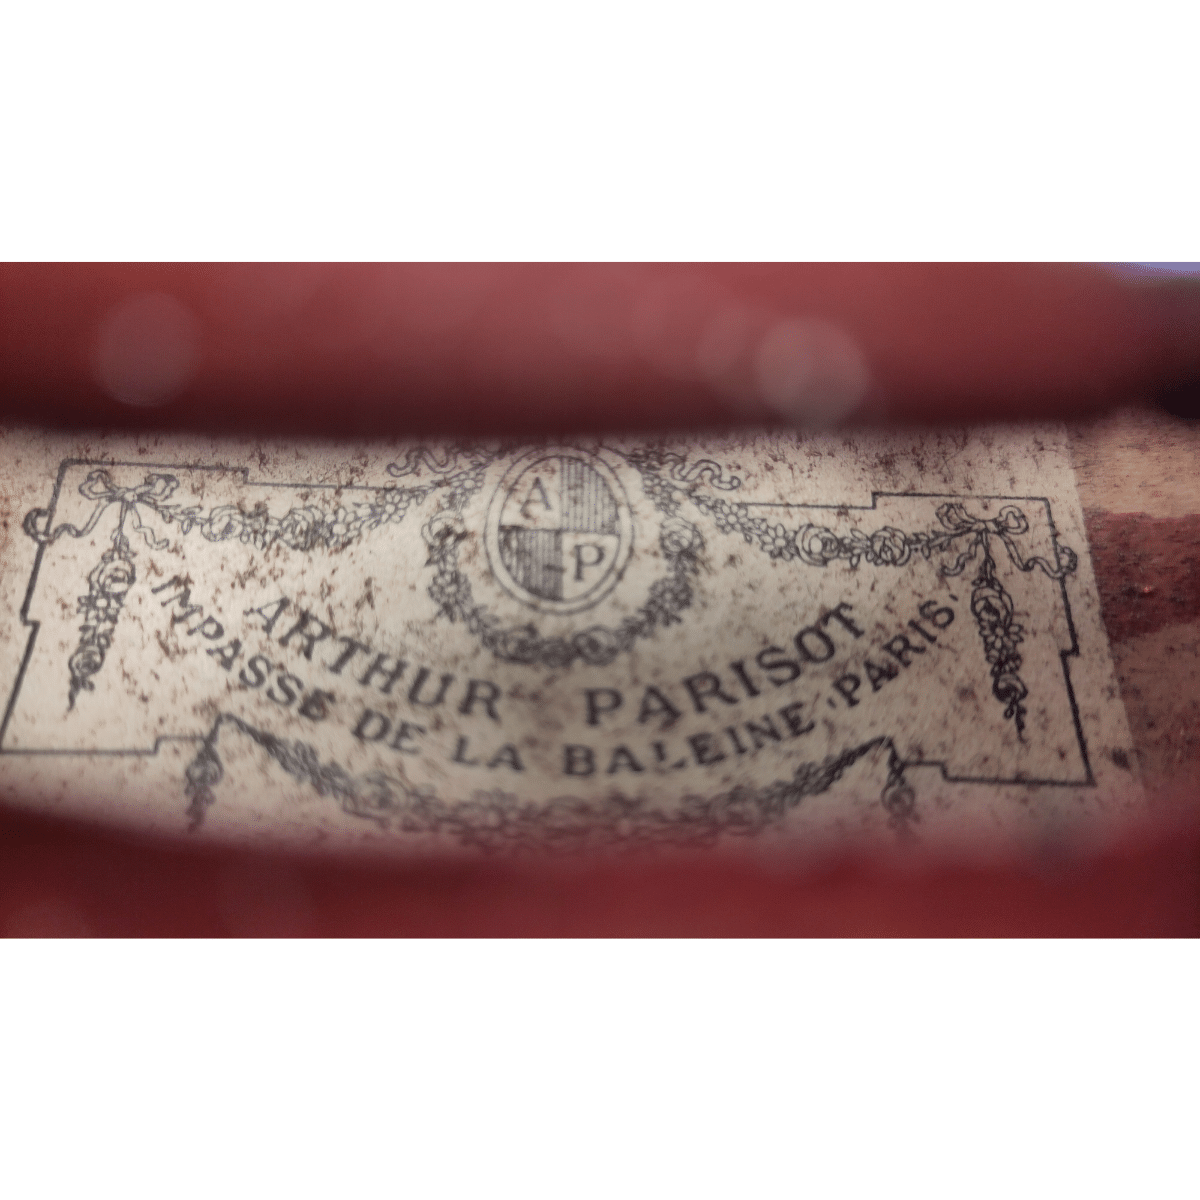 A
P
ARTHUR PARISOT
IMPASSE DE LA BALEINE, PARIS.